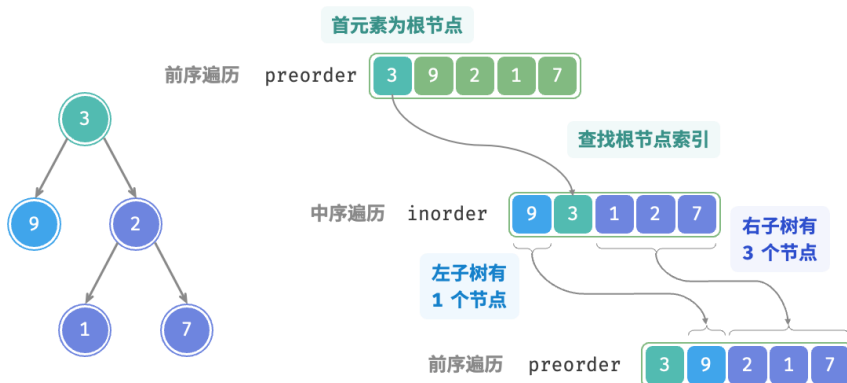 首元素为根节点
前序遍历 preorder 3 9 2 1 7
3
查找根节点索引
9 2
中序遍历 inorder 9 3 1 2 7
左子树有
1 个节点
右子树有
3 个节点
1 7
前序遍历 preorder 3 9 2 1 7